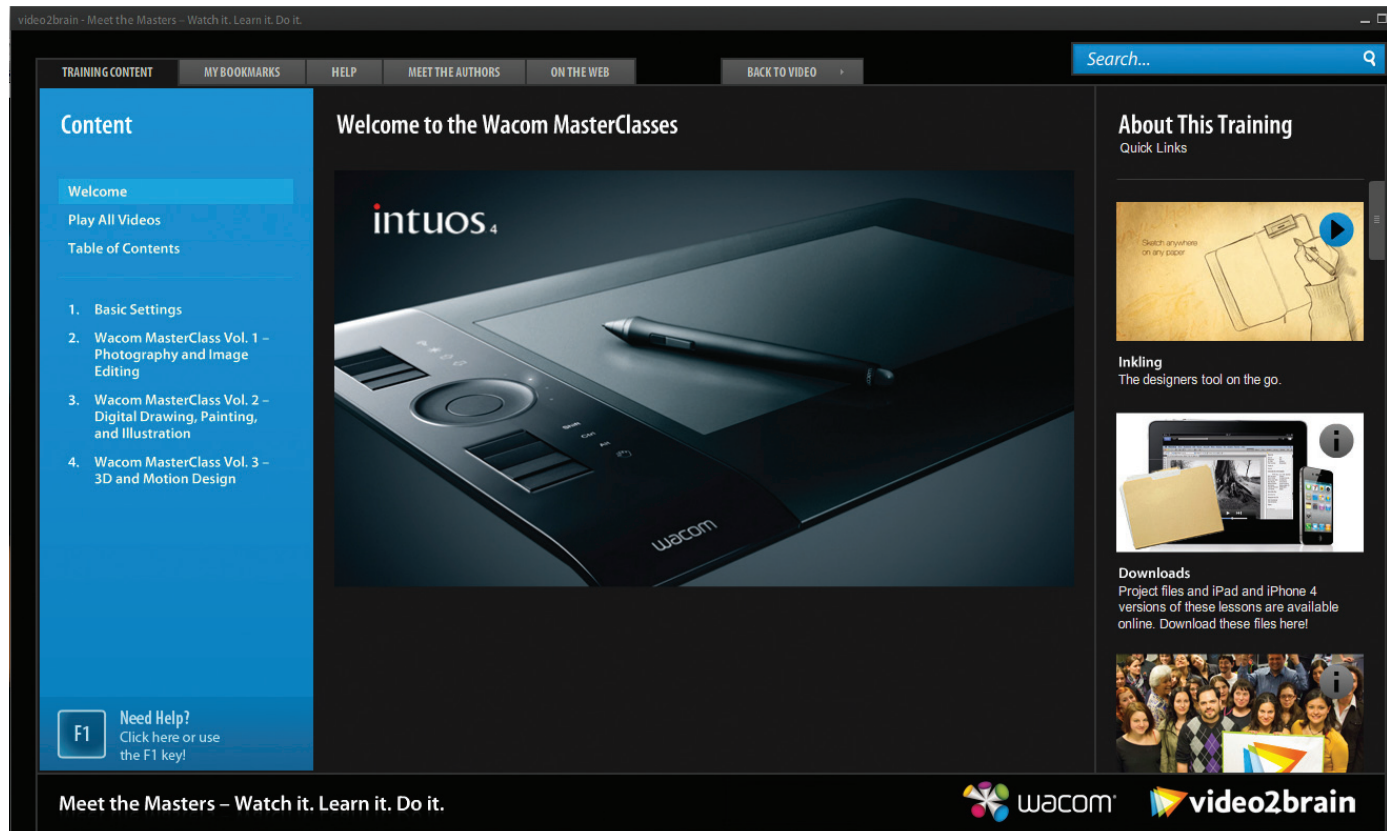 video2brain - Meet the Masters – Watch it. Learn it. Do it.
Search...
TRAINING CONTENT
MY BOOKMARKS
HELP
MEET THE AUTHORS
ON THE WEB
BACK TO VIDEO
Content
Welcome
Play All Videos
Table of Contents
1. Basic Settings
2. Wacom MasterClass Vol. 1 –
Photography and Image
Editing
3. Wacom MasterClass Vol. 2 –
Digital Drawing, Painting,
and Illustration
4. Wacom MasterClass Vol. 3 –
3D and Motion Design
F1
Need Help?
Click here or use
the F1 key!
Welcome to the Wacom MasterClasses
intuos4
Shift
Ctrl
Alt
wacom
About This Training
Quick Links
Sketch anywhere
on any paper
Inkling
The designers tool on the go.
i
Downloads
Project files and iPad and iPhone 4
versions of these lessons are available
online. Download these files here!
i
Meet the Masters – Watch it. Learn it. Do it.
wacom
video2brain